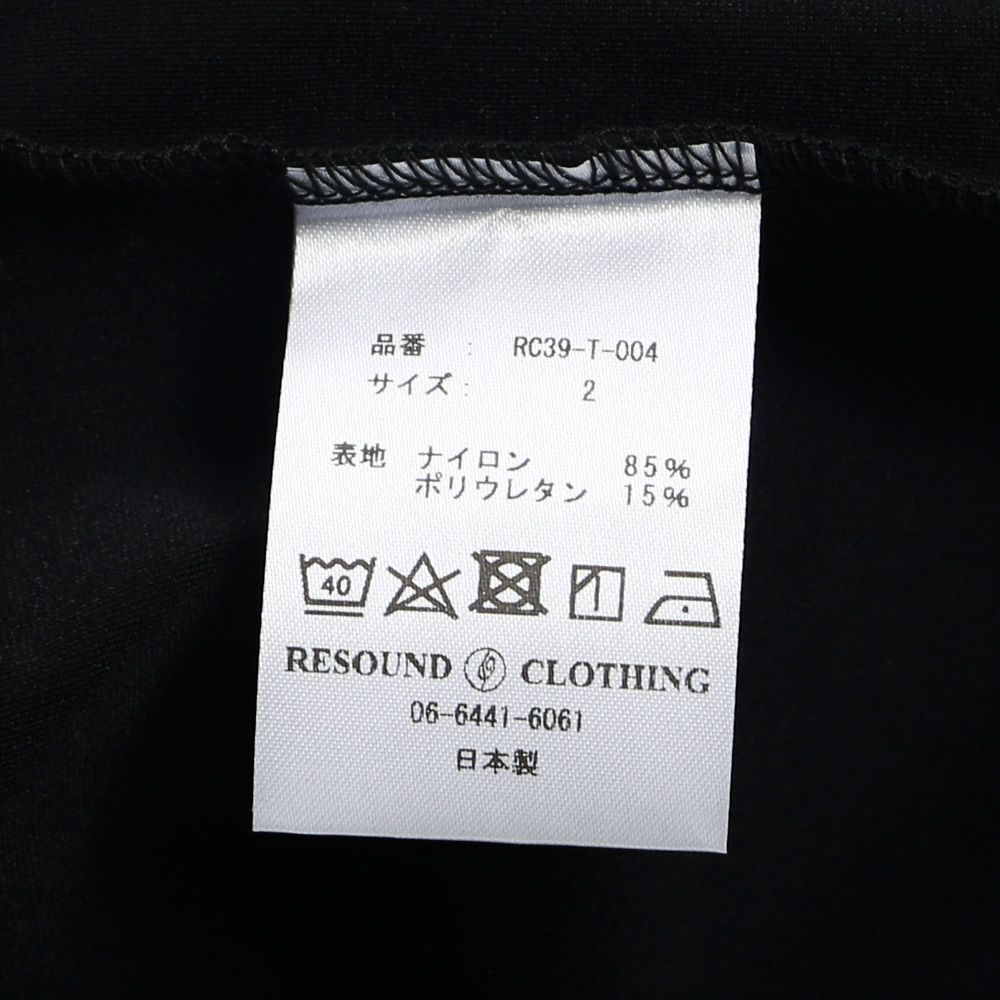 品番 : RC39-T-004
サイズ: 2
表地 ナイロン 85%
ポリウレタン 15%
40
RESOUND CLOTHING
06-6441-6061
日本製